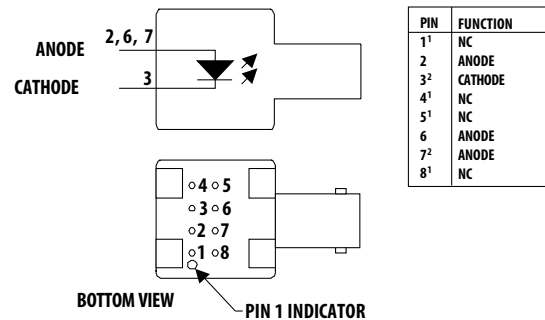 ANODE 2, 6, 7
CATHODE 3
4 5
3 6
2 7
1 8
BOTTOM VIEW
PIN 1 INDICATOR
PIN FUNCTION
1¹ NC
2 ANODE
3² CATHODE
4¹ NC
5¹ NC
6 ANODE
7² ANODE
8¹ NC